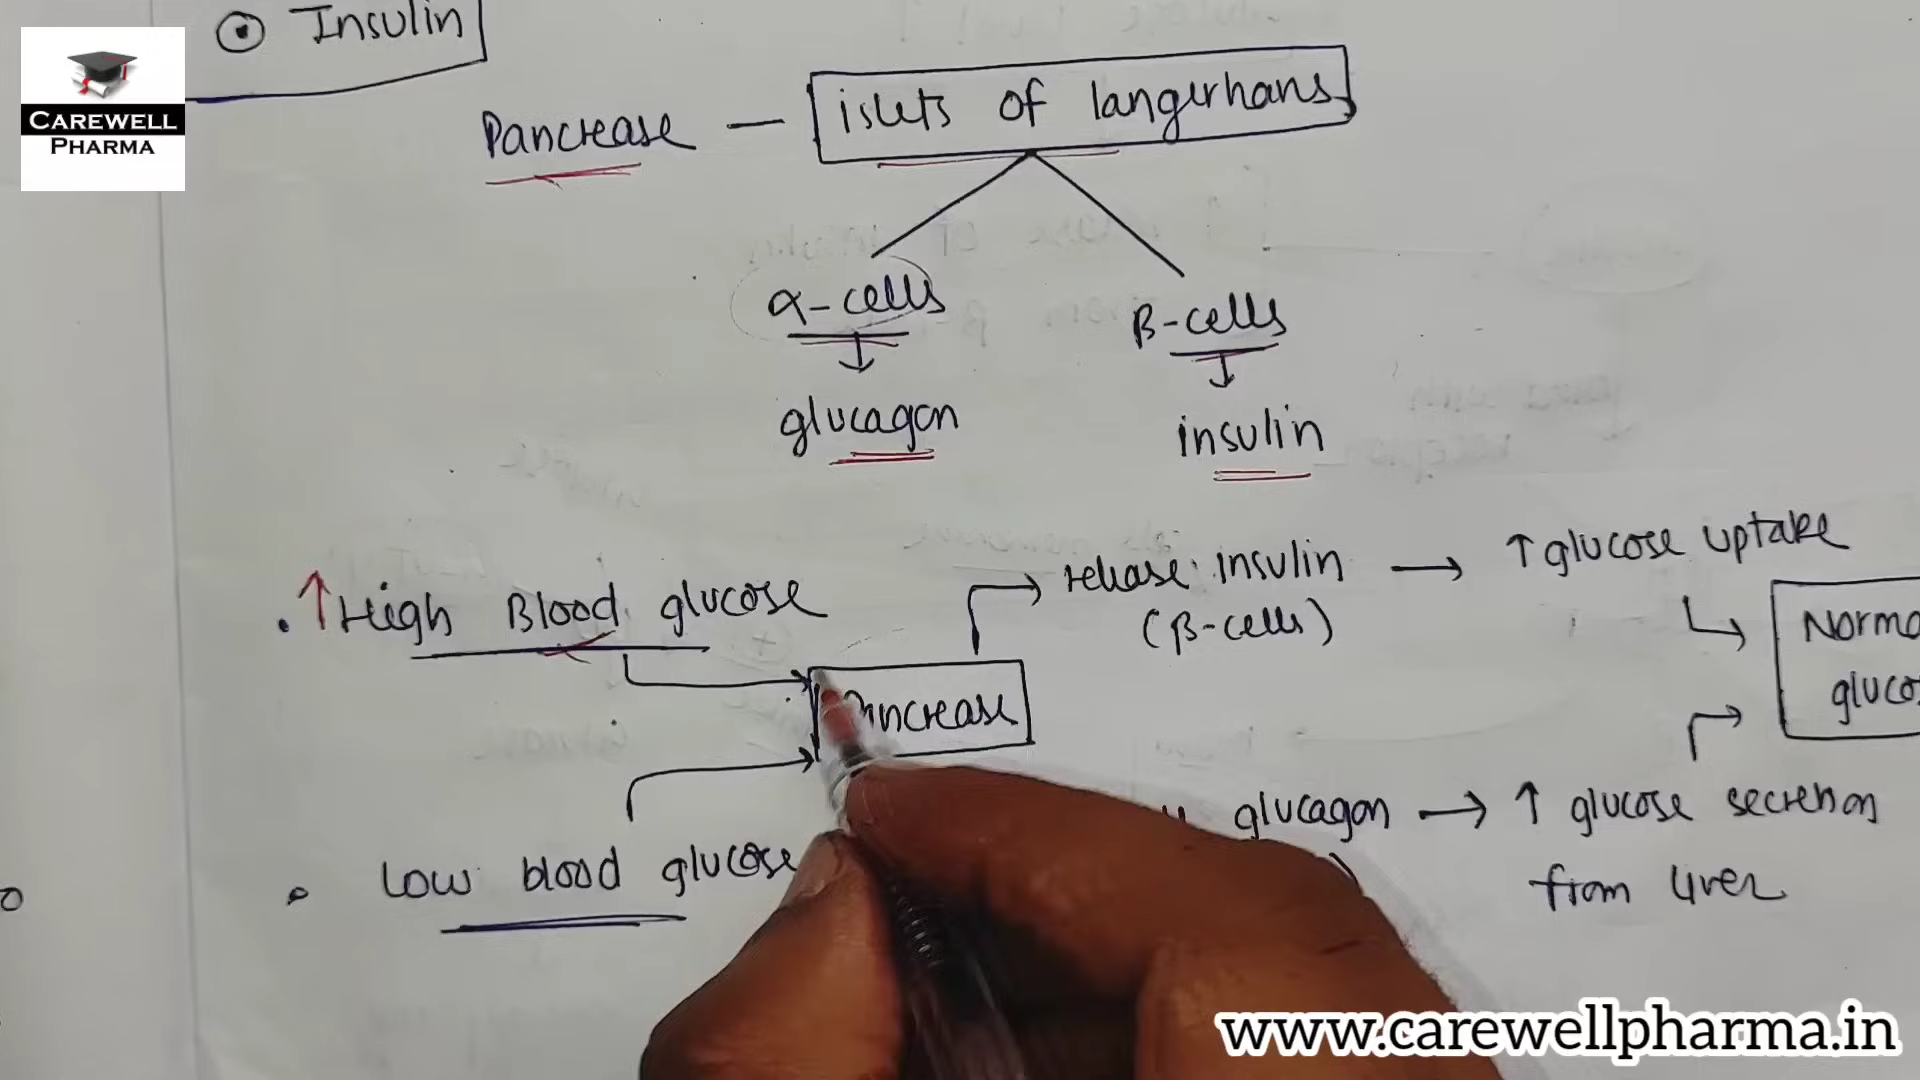 Insulin
CAREWELL
PHARMA
Pancrease — islets of langerhans
α-cells
β-cells
glucagon
insulin
↑ High Blood glucose
release insulin → ↑ glucose uptake
(β-cells)
Pancrease
Low blood glucose
glucagon → ↑ glucose secretion
from liver
www.carewellpharma.in